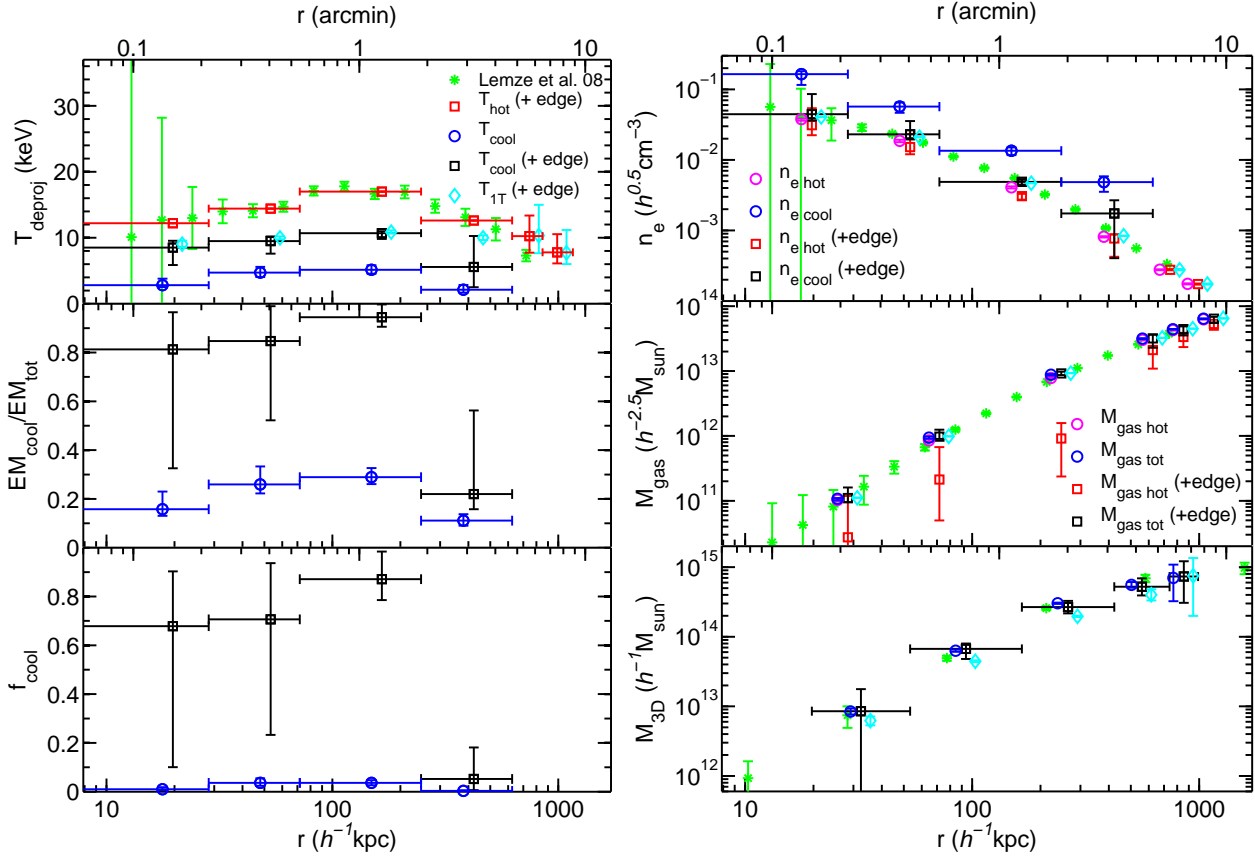 r (arcmin)
0.1 1 10
T_deproj (keV)
30
20
10
0
Lemze et al. 08
T_hot (+ edge)
T_cool
T_cool (+ edge)
T_1T (+ edge)
EM_cool/EM_tot
0.8
0.6
0.4
0.2
0
f_cool
0.8
0.6
0.4
0.2
0
10 100 1000
r (h^−1 kpc)
r (arcmin)
0.1 1 10
n_e (h^0.5 cm^−3)
10^−1
10^−2
10^−3
n_e hot
n_e cool
n_e hot (+edge)
n_e cool (+edge)
M_gas (h^−2.5 M_sun)
10^14
10^13
10^12
10^11
M_gas hot
M_gas tot
M_gas hot (+edge)
M_gas tot (+edge)
M_3D (h^−1 M_sun)
10^15
10^14
10^13
10^12
10 100 1000
r (h^−1 kpc)